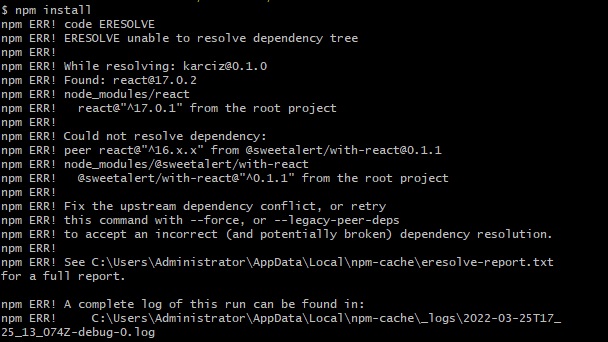 $ npm install
npm ERR! code ERESOLVE
npm ERR! ERESOLVE unable to resolve dependency tree
npm ERR!
npm ERR! While resolving: karciz@0.1.0
npm ERR! Found: react@17.0.2
npm ERR! node_modules/react
npm ERR!   react@"^17.0.1" from the root project
npm ERR!
npm ERR! Could not resolve dependency:
npm ERR! peer react@"^16.x.x" from @sweetalert/with-react@0.1.1
npm ERR! node_modules/@sweetalert/with-react
npm ERR!   @sweetalert/with-react@"^0.1.1" from the root project
npm ERR!
npm ERR! Fix the upstream dependency conflict, or retry
npm ERR! this command with --force, or --legacy-peer-deps
npm ERR! to accept an incorrect (and potentially broken) dependency resolution.
npm ERR!
npm ERR! See C:\Users\Administrator\AppData\Local\npm-cache\eresolve-report.txt
for a full report.
npm ERR! A complete log of this run can be found in:
npm ERR!     C:\Users\Administrator\AppData\Local\npm-cache\_logs\2022-03-25T17_
25_13_074Z-debug-0.log